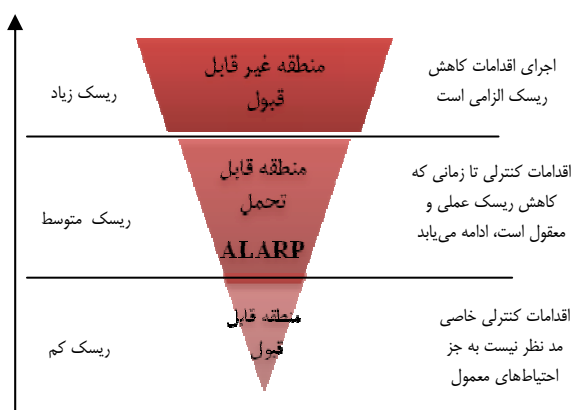 اجرای اقدامات کاهش
ریسک الزامی است
منطقه غیر قابل
قبول
ریسک زیاد
اقدامات کنترلی تا زمانی که
کاهش ریسک عملی و
معقول است، ادامه می‌یابد
منطقه قابل
تحمل
ALARP
ریسک متوسط
اقدامات کنترلی خاصی
مد نظر نیست به جز
احتیاط‌های معمول
منطقه قابل
قبول
ریسک کم